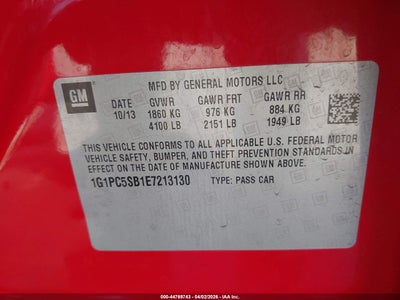 GM
MFD BY GENERAL MOTORS LLC
DATE GVWR GAWR FRT GAWR RR
10/13 1860 KG 976 KG 884 KG
4100 LB 2151 LB 1949 LB
THIS VEHICLE CONFORMS TO ALL APPLICABLE U.S. FEDERAL MOTOR
VEHICLE SAFETY, BUMPER, AND THEFT PREVENTION STANDARDS IN
EFFECT ON THE DATE OF MANUFACTURE SHOWN ABOVE.
1G1PC5SB1E7213130 TYPE: PASS CAR
000-44769743 - 04/02/2026 - IAA Inc.